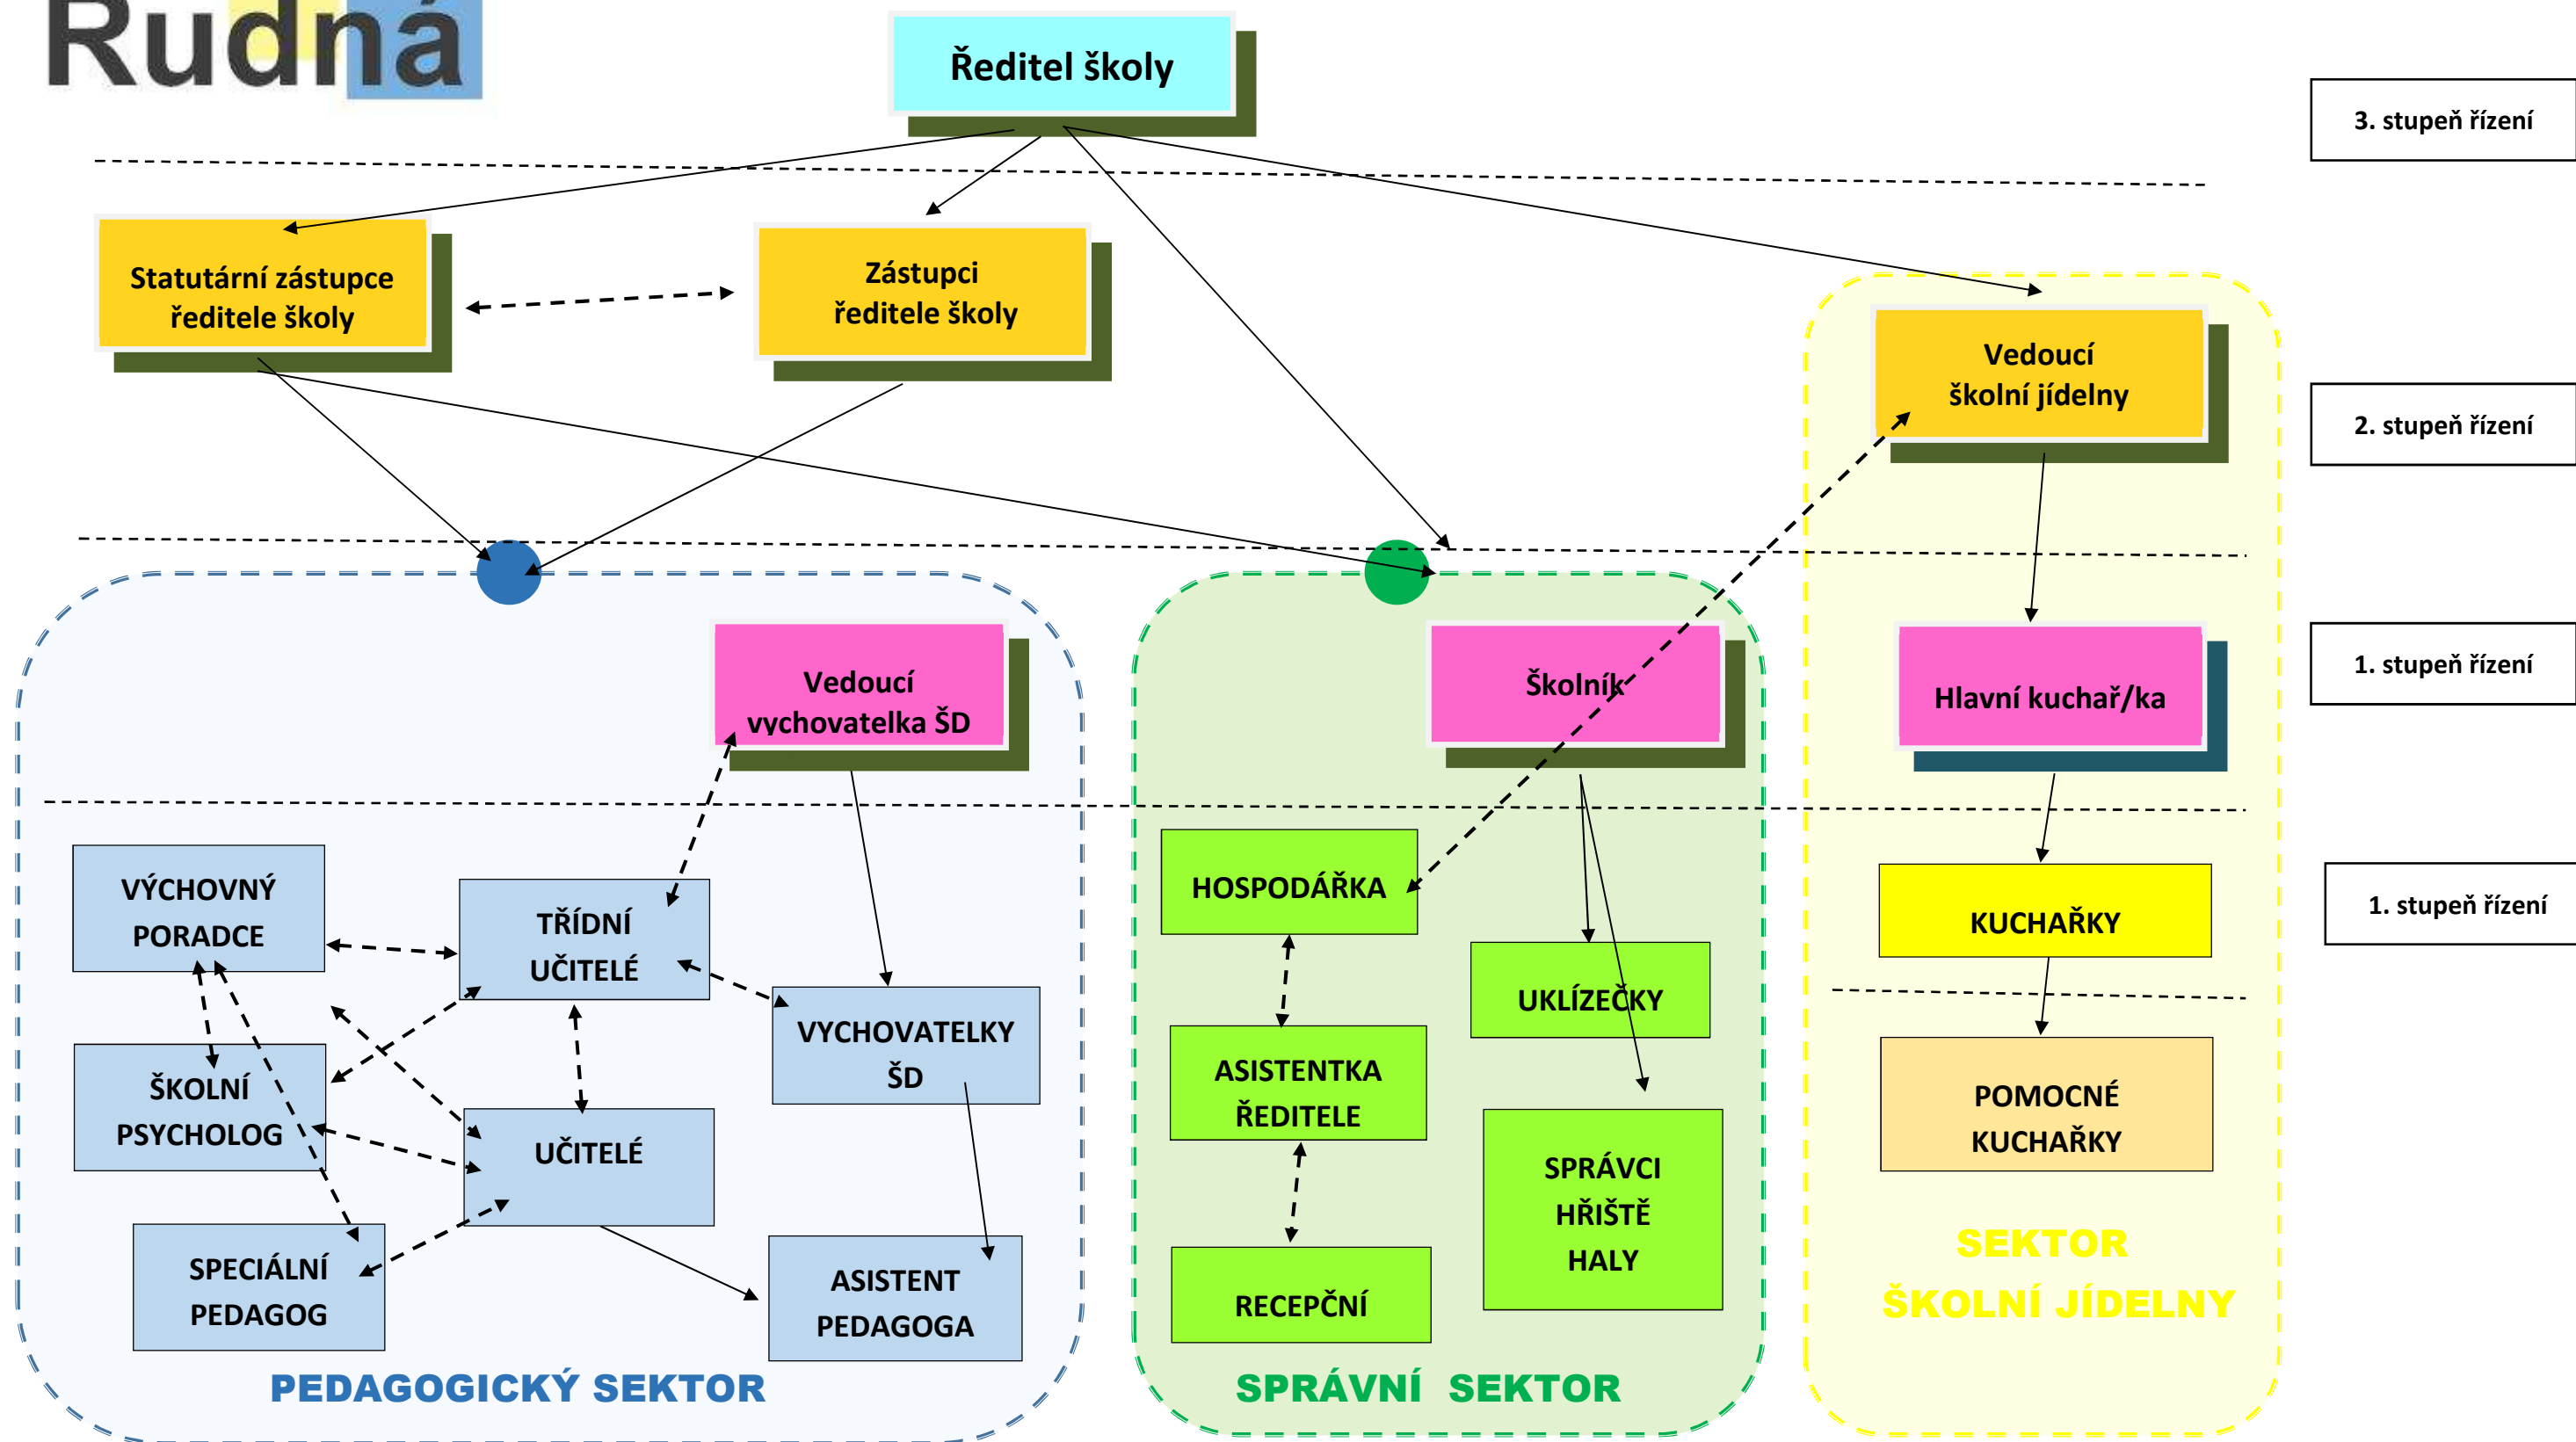 Rudná
Ředitel školy
3. stupeň řízení
Statutární zástupce
ředitele školy
Zástupci
ředitele školy
Vedoucí
školní jídelny
2. stupeň řízení
Vedoucí
vychovatelka ŠD
Školník
Hlavní kuchař/ka
1. stupeň řízení
VÝCHOVNÝ
PORADCE
TŘÍDNÍ
UČITELÉ
VYCHOVATELKY
ŠD
ŠKOLNÍ
PSYCHOLOG
UČITELÉ
SPECIÁLNÍ
PEDAGOG
ASISTENT
PEDAGOGA
PEDAGOGICKÝ SEKTOR
HOSPODÁŘKA
UKLÍZEČKY
ASISTENTKA
ŘEDITELE
SPRÁVCI
HŘIŠTĚ
HALY
RECEPČNÍ
SPRÁVNÍ SEKTOR
KUCHAŘKY
POMOCNÉ
KUCHAŘKY
SEKTOR
ŠKOLNÍ JÍDELNY
1. stupeň řízení